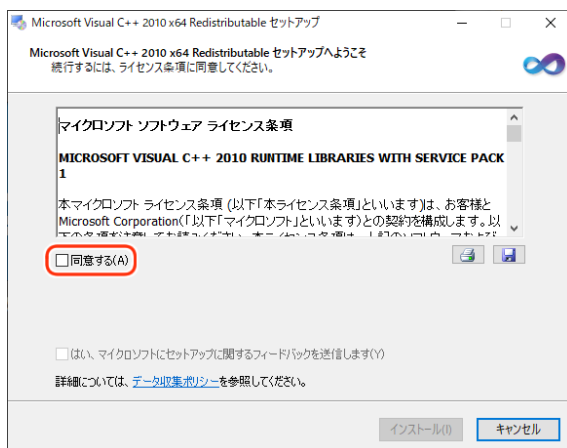 Microsoft Visual C++ 2010 x64 Redistributable セットアップ
Microsoft Visual C++ 2010 x64 Redistributable セットアップへようこそ
続行するには、ライセンス条項に同意してください。
マイクロソフト ソフトウェア ライセンス条項
MICROSOFT VISUAL C++ 2010 RUNTIME LIBRARIES WITH SERVICE PACK
1
本マイクロソフト ライセンス条項 (以下「本ライセンス条項」といいます)は、お客様と
Microsoft Corporation(「以下「マイクロソフト」といいます)との契約を構成します。以
同意する(A)
はい、マイクロソフトにセットアップに関するフィードバックを送信します(Y)
詳細については、データ収集ポリシーを参照してください。
インストール(I)
キャンセル